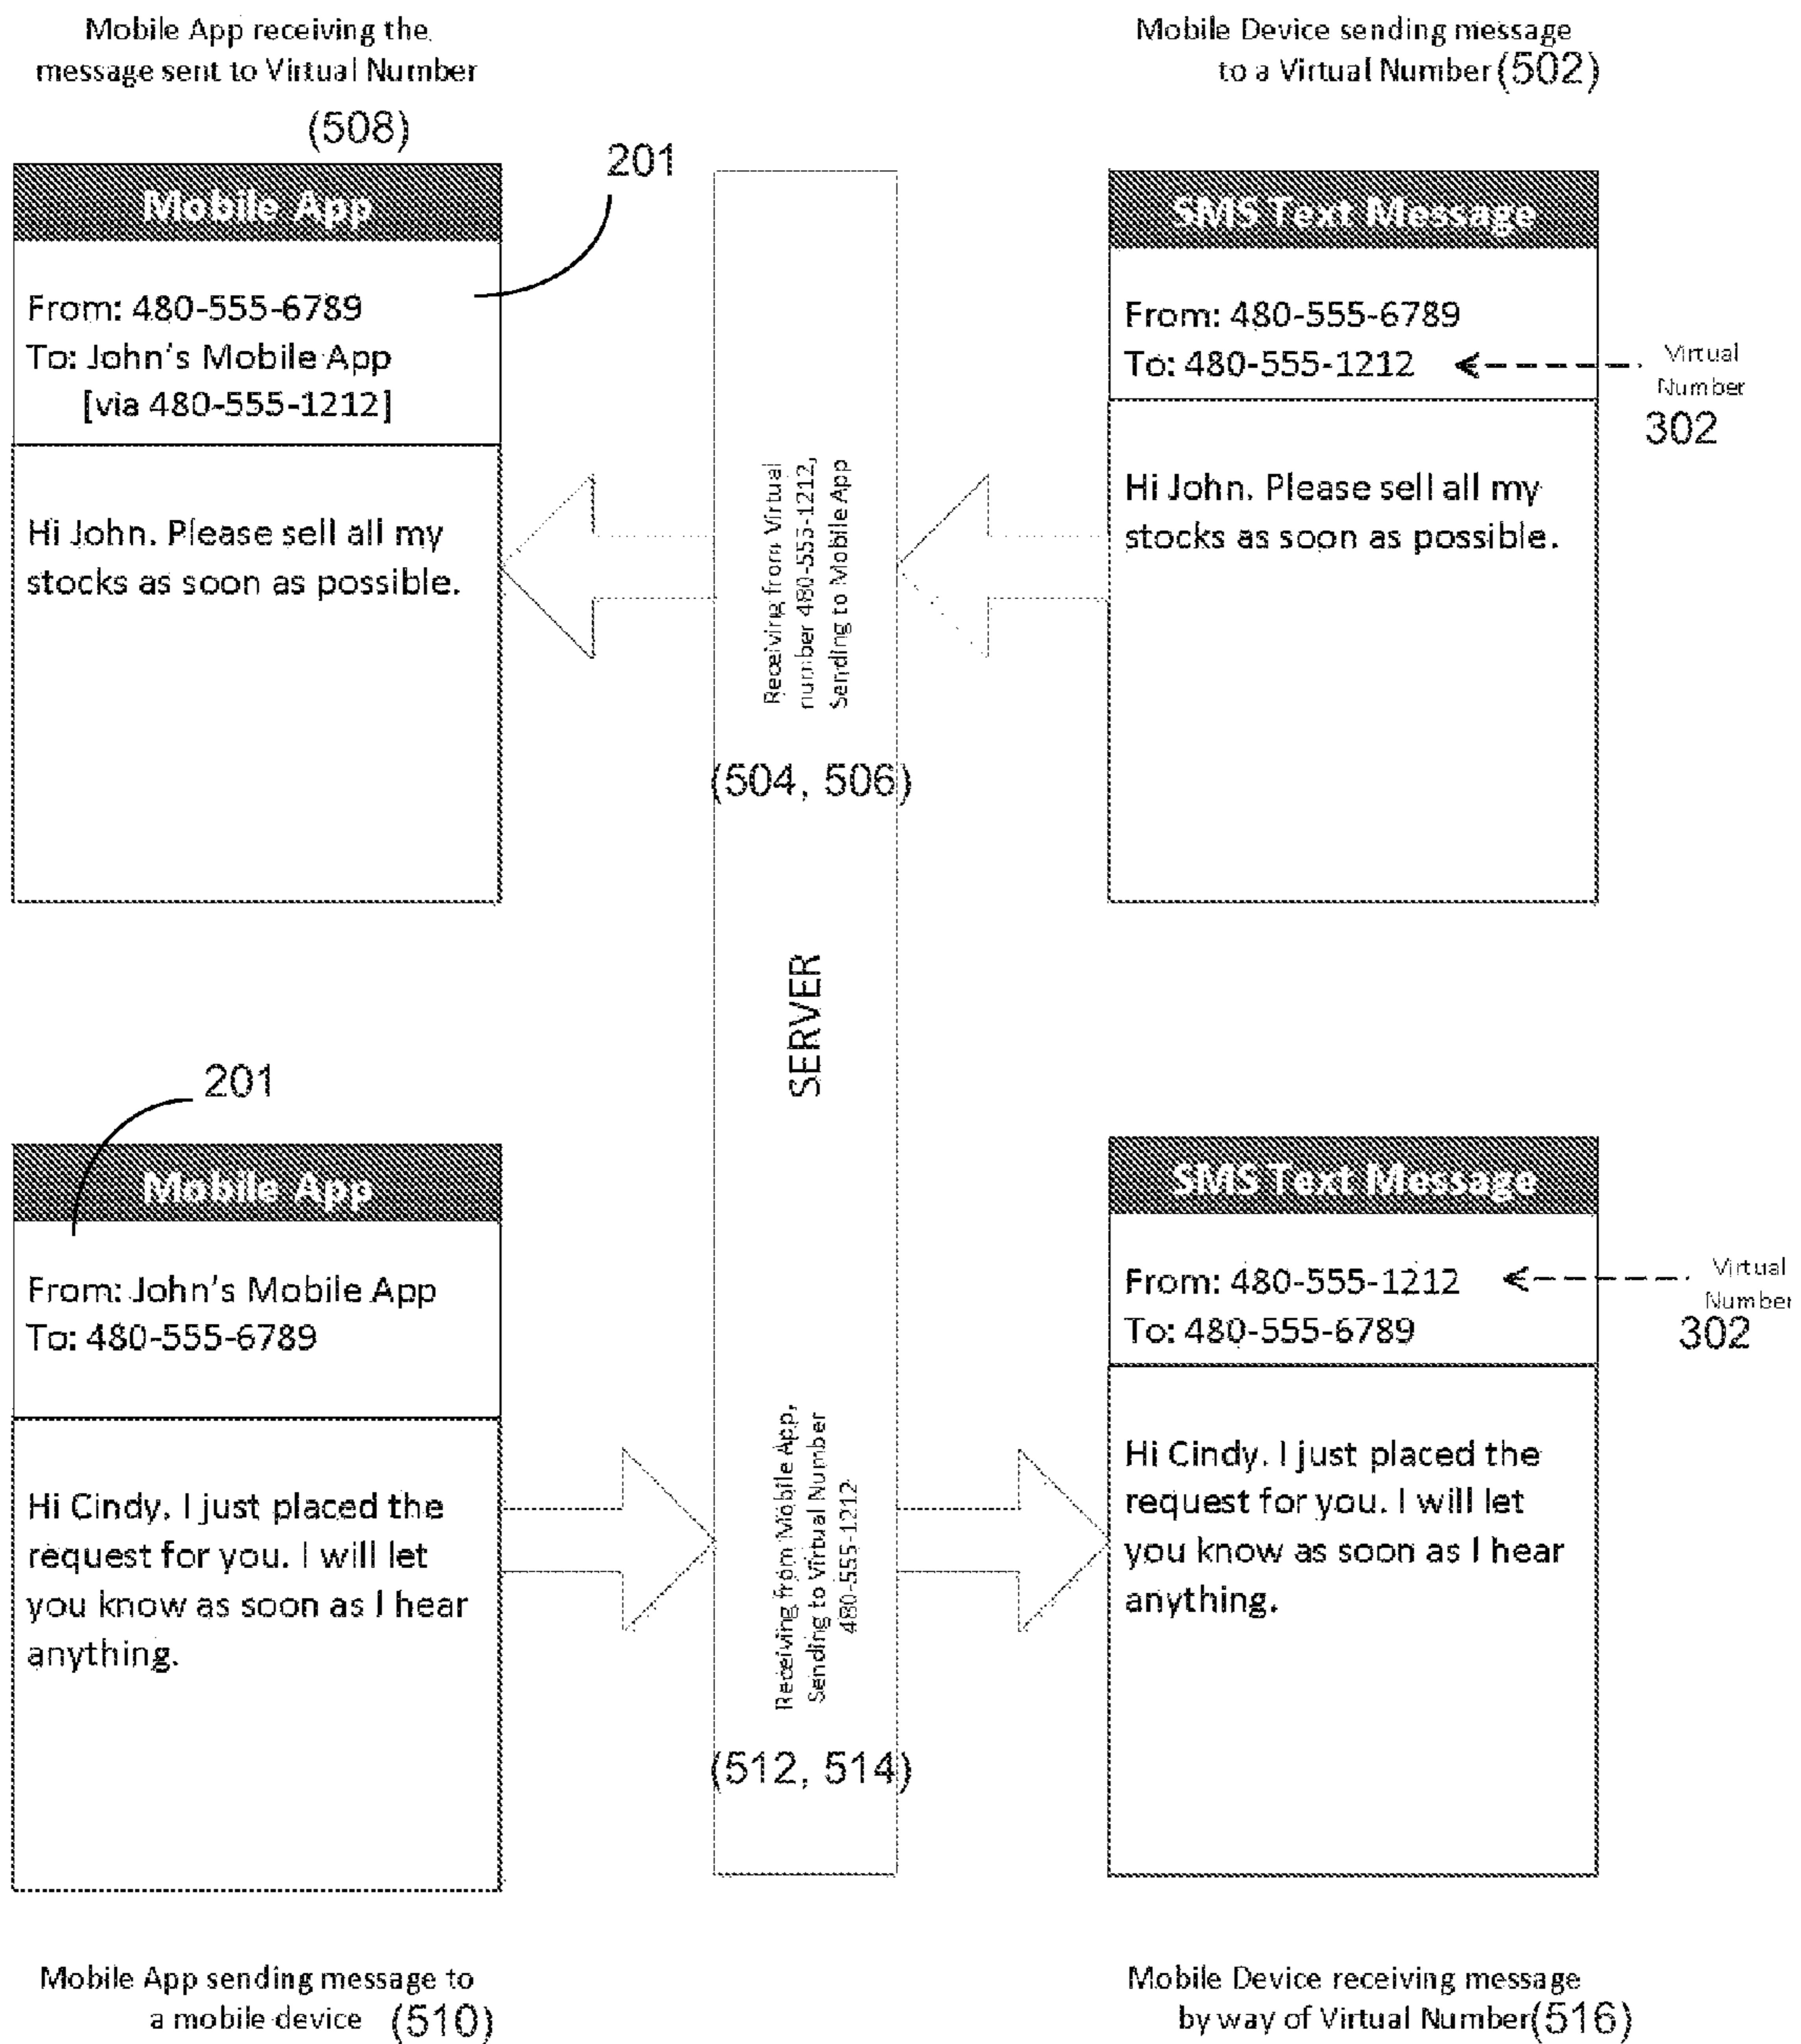 Mobile App receiving the
message sent to Virtual Number
(508)
Mobile Device sending message
to a Virtual Number (502)
201
Mobile App
From: 480-555-6789
To: John's Mobile App
[via 480-555-1212]
Hi John. Please sell all my
stocks as soon as possible.
Receiving from Virtual
number 480-555-1212,
Sending to Mobile App
(504, 506)
SMS Text Message
From: 480-555-6789
To: 480-555-1212
Virtual
Number
302
Hi John. Please sell all my
stocks as soon as possible.
SERVER
201
Mobile App
From: John's Mobile App
To: 480-555-6789
Hi Cindy. I just placed the
request for you. I will let
you know as soon as I hear
anything.
Receiving from Mobile App,
Sending to Virtual Number
480-555-1212
(512, 514)
SMS Text Message
From: 480-555-1212
To: 480-555-6789
Virtual
Number
302
Hi Cindy. I just placed the
request for you. I will let
you know as soon as I hear
anything.
Mobile App sending message to
a mobile device (510)
Mobile Device receiving message
by way of Virtual Number (516)